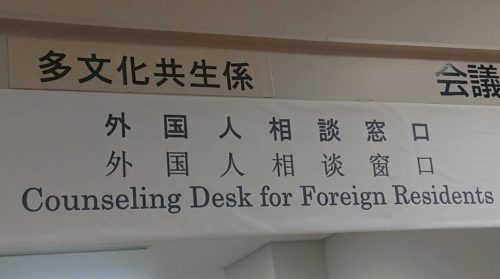 多文化共生係
会議
外国人相談窓口
外国人相谈窗口
Counseling Desk for Foreign Residents